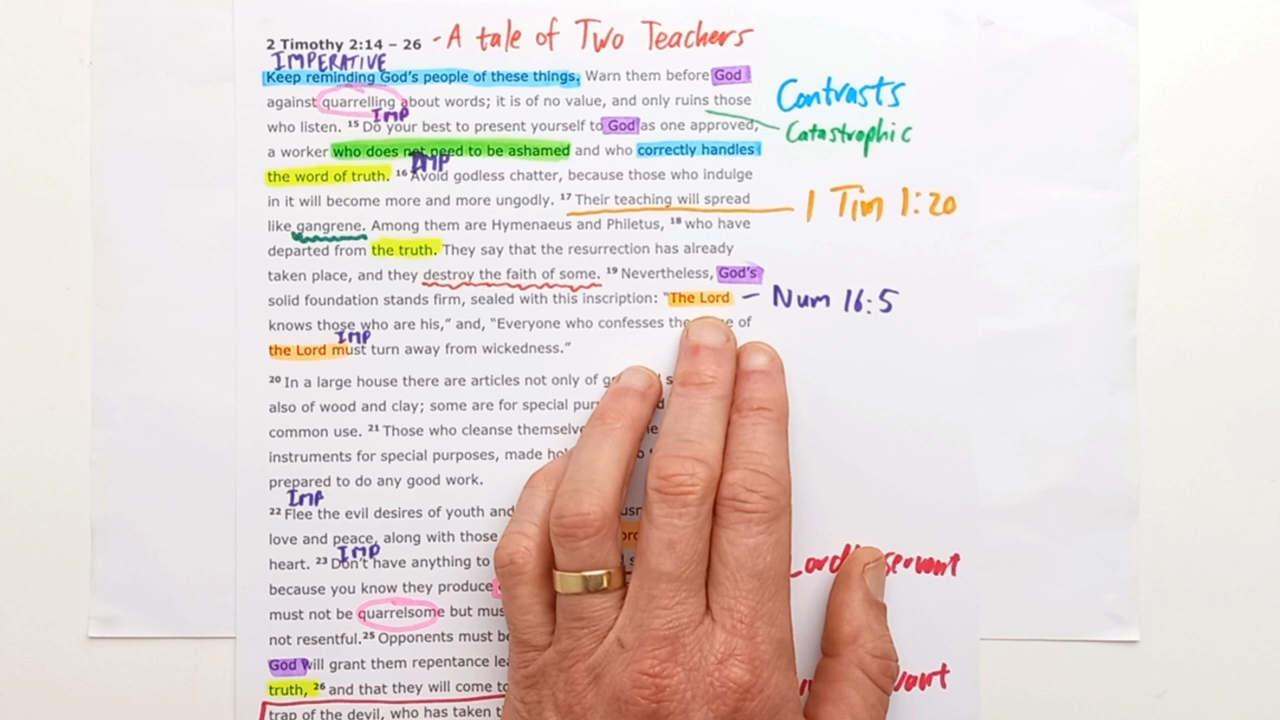 2 Timothy 2:14 – 26 - A tale of Two Teachers
IMPERATIVE
Keep reminding God's people of these things. Warn them before God
against quarrelling about words; it is of no value, and only ruins those
Contrasts
IMP
who listen. 15 Do your best to present yourself to God as one approved,
Catastrophic
a worker who does not need to be ashamed and who correctly handles
IMP
the word of truth. 16 Avoid godless chatter, because those who indulge
in it will become more and more ungodly. 17 Their teaching will spread
1 Tim 1:20
like gangrene. Among them are Hymenaeus and Philetus, 18 who have
departed from the truth. They say that the resurrection has already
taken place, and they destroy the faith of some. 19 Nevertheless, God's
solid foundation stands firm, sealed with this inscription: "The Lord
- Num 16:5
knows those who are his," and, "Everyone who confesses the of
IMP
the Lord must turn away from wickedness."
20 In a large house there are articles not only of
also of wood and clay; some are for special
common use. 21 Those who cleanse
instruments for special purposes, made
prepared to do any good work.
IMP
22 Flee the evil desires of youth and
love and peace, along with those
IMP
heart. 23 Don't have anything to
servant
because you know they produce
must not be quarrelsome but
not resentful. 25 Opponents must
God will grant them repentance
truth, 26 and that they will come to
trap of the devil, who has taken